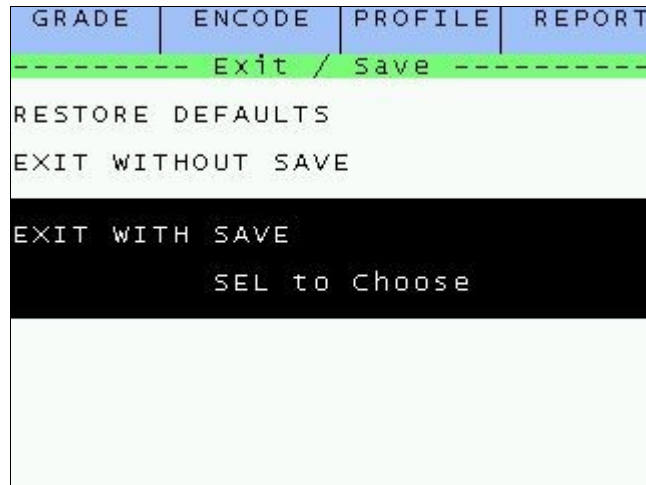 GRADE ENCODE PROFILE REPORT
--------- Exit / Save ----------
RESTORE DEFAULTS
EXIT WITHOUT SAVE
EXIT WITH SAVE
SEL to Choose